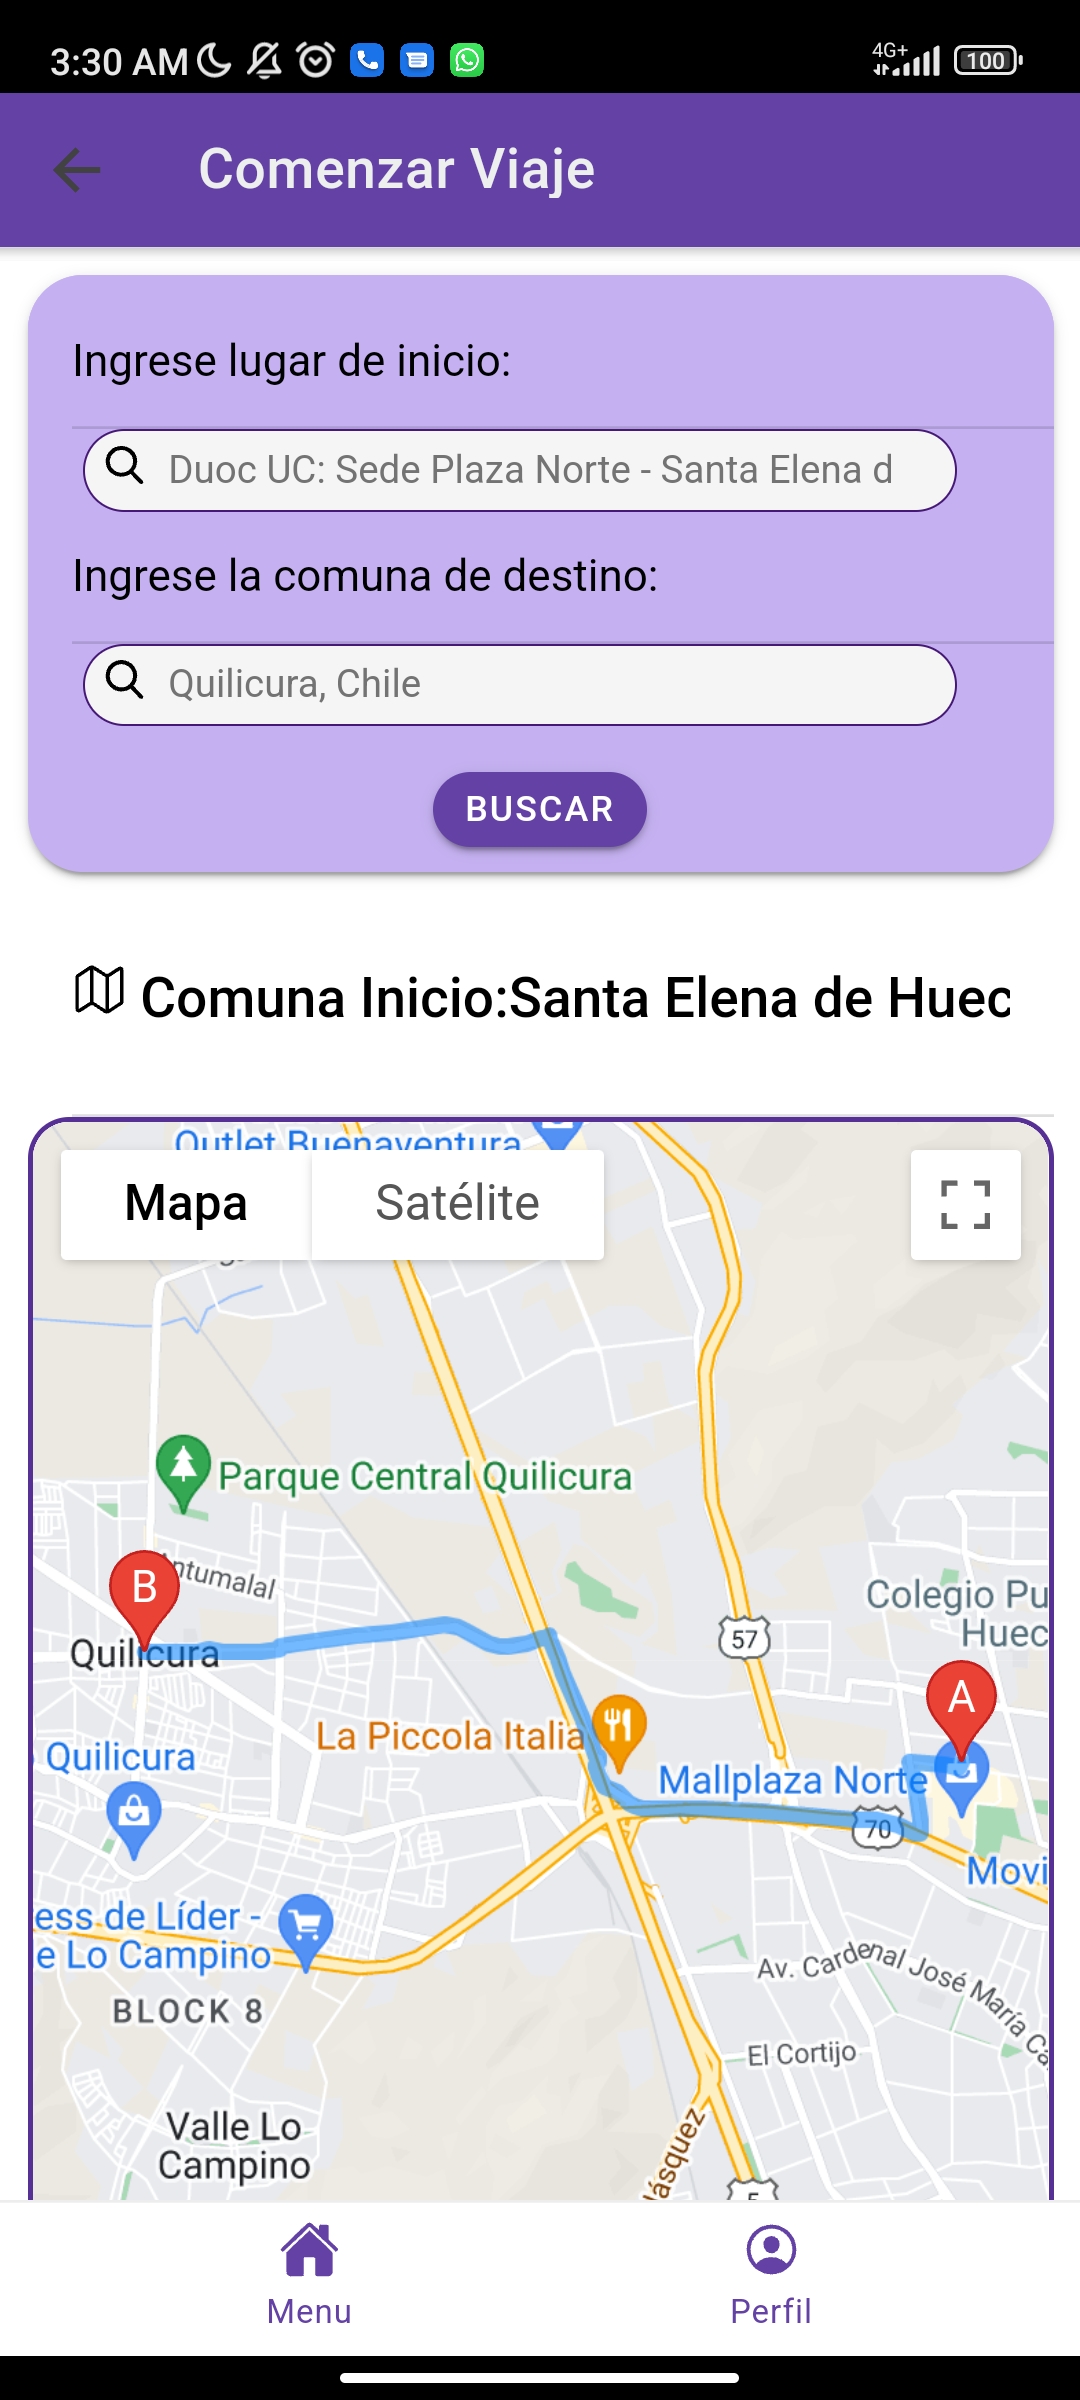 3:30 AM
4G+
100
Comenzar Viaje
Ingrese lugar de inicio:
Duoc UC: Sede Plaza Norte - Santa Elena d
Ingrese la comuna de destino:
Quilicura, Chile
BUSCAR
Comuna Inicio:Santa Elena de Huec
Outlet Buenaventura
Mapa
Satélite
Parque Central Quilicura
Antumalal
B
Quilicura
57
Colegio Pu
Huec
A
La Piccola Italia
Quilicura
Mallplaza Norte
70
Movi
ess de Líder -
e Lo Campino
BLOCK 8
Av. Cardenal José María Ca
El Cortijo
Valle Lo
Campino
lásquez
5
Menu
Perfil